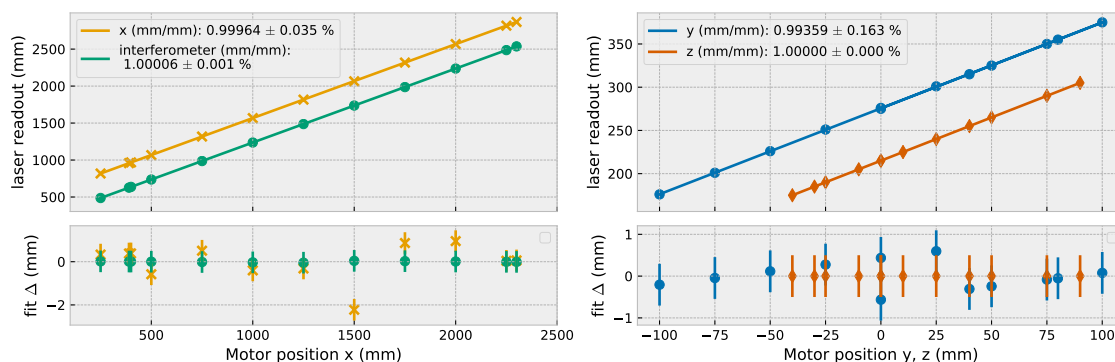 x (mm/mm): 0.99964 ± 0.035 %
interferometer (mm/mm):
1.00006 ± 0.001 %
laser readout (mm)
2500
2000
1500
1000
500
y (mm/mm): 0.99359 ± 0.163 %
z (mm/mm): 1.00000 ± 0.000 %
laser readout (mm)
350
300
250
200
fit Δ (mm)
0
−2
500 1000 1500 2000 2500
Motor position x (mm)
fit Δ (mm)
1
0
−1
−100 −75 −50 −25 0 25 50 75 100
Motor position y, z (mm)